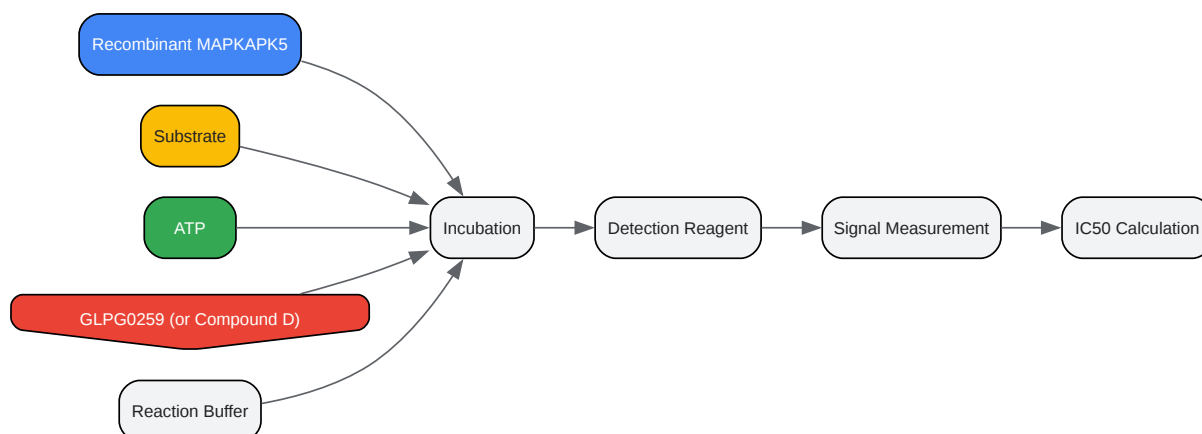 Recombinant MAPKAPK5
Substrate
ATP
GLPG0259 (or Compound D)
Reaction Buffer
Incubation
Detection Reagent
Signal Measurement
IC50 Calculation